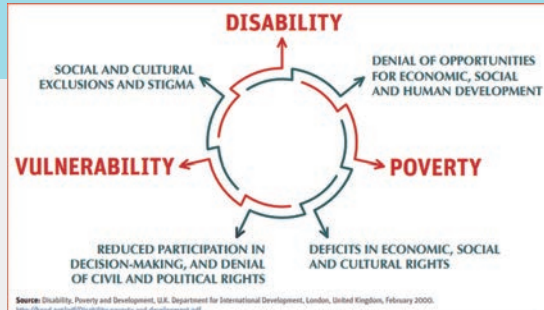 DISABILITY
SOCIAL AND CULTURAL
EXCLUSIONS AND STIGMA
DENIAL OF OPPORTUNITIES
FOR ECONOMIC, SOCIAL
AND HUMAN DEVELOPMENT
VULNERABILITY
POVERTY
REDUCED PARTICIPATION IN
DECISION-MAKING, AND DENIAL
OF CIVIL AND POLITICAL RIGHTS
DEFICITS IN ECONOMIC, SOCIAL
AND CULTURAL RIGHTS
Source: Disability, Poverty and Development, U.K. Department for International Development, London, United Kingdom, February 2000.